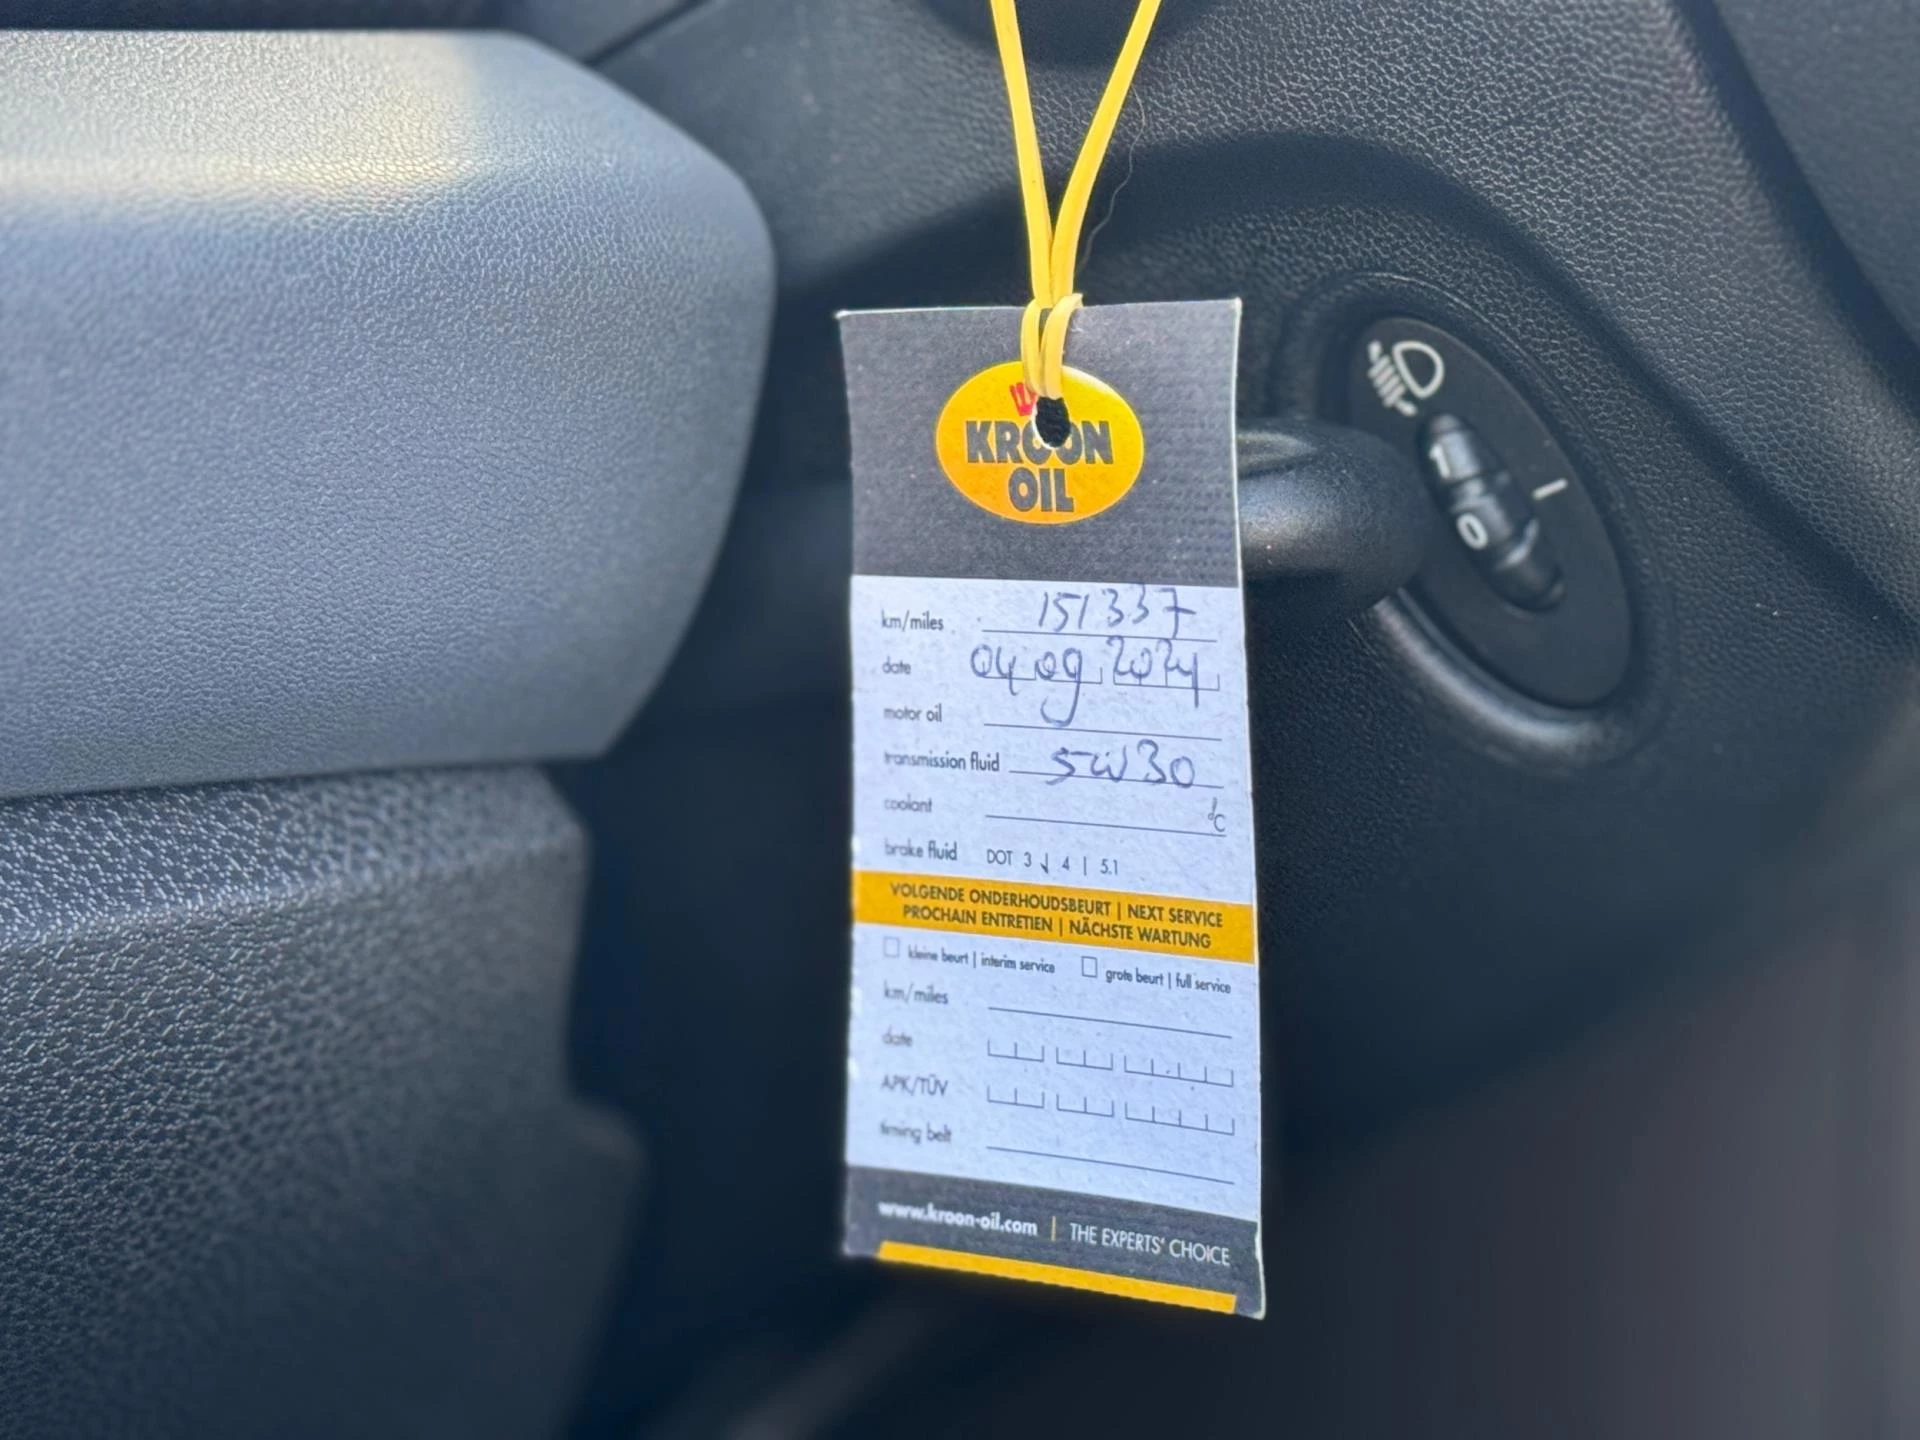 KROON
OIL
km/miles 151337
date 04 09 2024
motor oil
transmission fluid 5W30
coolant °C
brake fluid DOT 3 | 4 | 5.1
VOLGENDE ONDERHOUDSBEURT | NEXT SERVICE
PROCHAIN ENTRETIEN | NÄCHSTE WARTUNG
kleine beurt | interim service grote beurt | full service
km/miles
date
APK/TÜV
timing belt
www.kroon-oil.com | THE EXPERTS' CHOICE
1
0